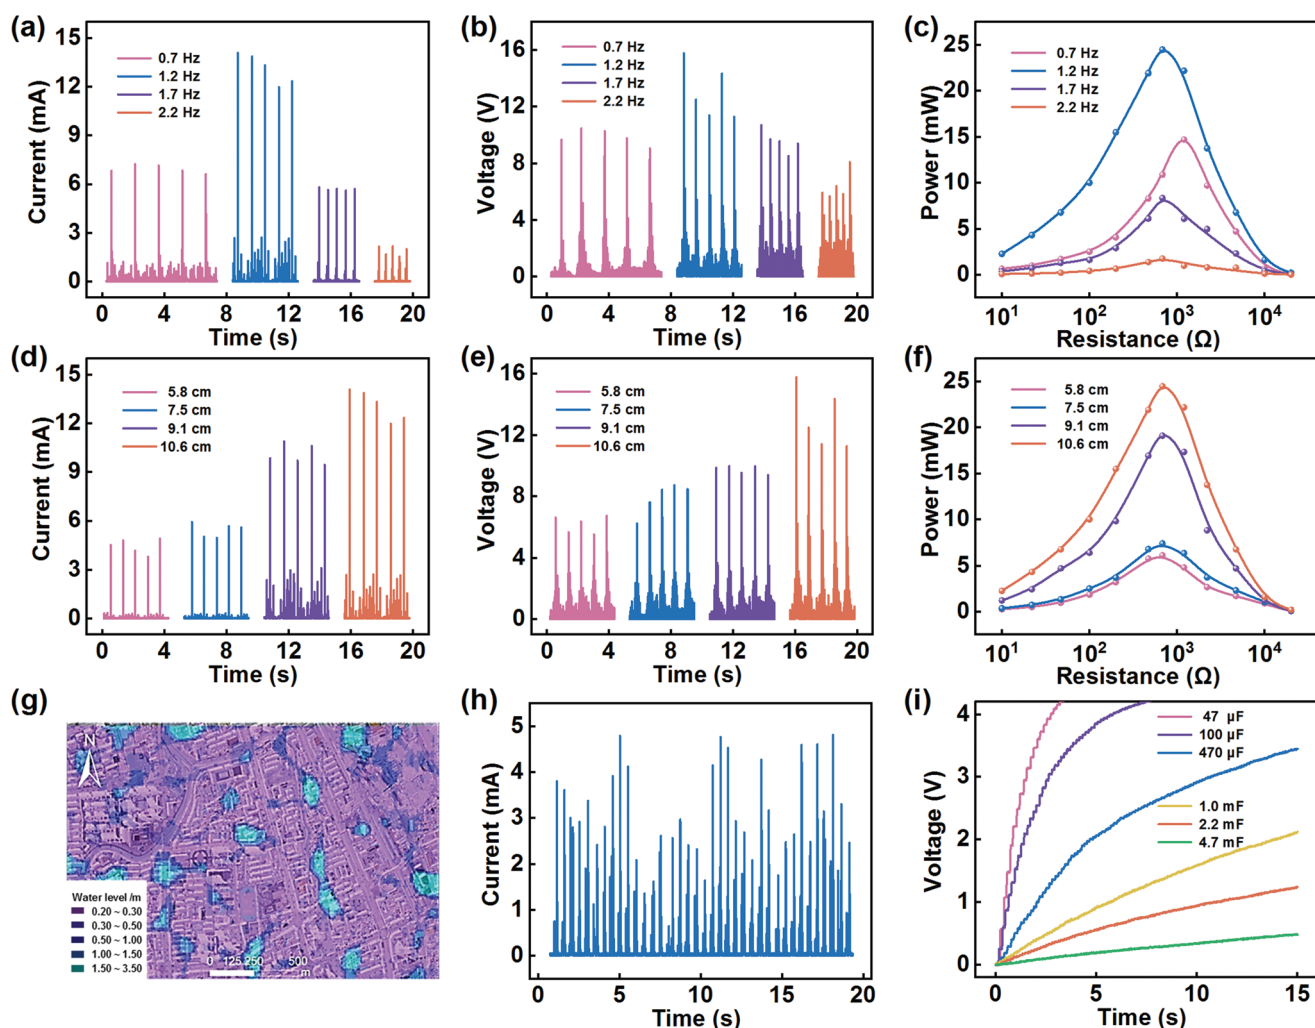 (a)
15
12
9
6
3
0
Current (mA)
0.7 Hz
1.2 Hz
1.7 Hz
2.2 Hz
0 4 8 12 16 20
Time (s)
(b)
16
12
8
4
0
Voltage (V)
0.7 Hz
1.2 Hz
1.7 Hz
2.2 Hz
0 4 8 12 16 20
Time (s)
(c)
25
20
15
10
5
0
Power (mW)
0.7 Hz
1.2 Hz
1.7 Hz
2.2 Hz
10¹ 10² 10³ 10⁴
Resistance (Ω)
(d)
15
12
9
6
3
0
Current (mA)
5.8 cm
7.5 cm
9.1 cm
10.6 cm
0 4 8 12 16 20
Time (s)
(e)
16
12
8
4
0
Voltage (V)
5.8 cm
7.5 cm
9.1 cm
10.6 cm
0 4 8 12 16 20
Time (s)
(f)
25
20
15
10
5
0
Power (mW)
5.8 cm
7.5 cm
9.1 cm
10.6 cm
10¹ 10² 10³ 10⁴
Resistance (Ω)
(g)
N
Water level /m
0.20 ~ 0.30
0.30 ~ 0.50
0.50 ~ 1.00
1.00 ~ 1.50
1.50 ~ 3.50
0 125 250 500
m
(h)
5
4
3
2
1
0
Current (mA)
0 5 10 15 20
Time (s)
(i)
4
3
2
1
0
Voltage (V)
47 µF
100 µF
470 µF
1.0 mF
2.2 mF
4.7 mF
0 5 10 15
Time (s)